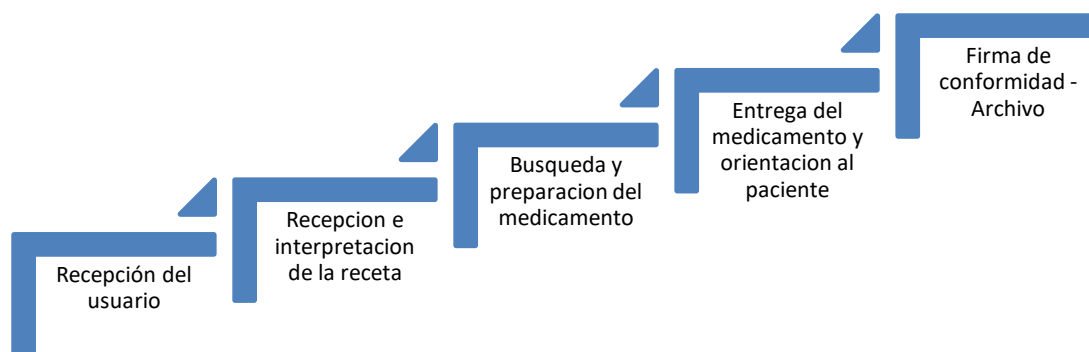 Recepción del
usuario
Recepcion e
interpretacion
de la receta
Busqueda y
preparacion del
medicamento
Entrega del
medicamento y
orientacion al
paciente
Firma de
conformidad -
Archivo